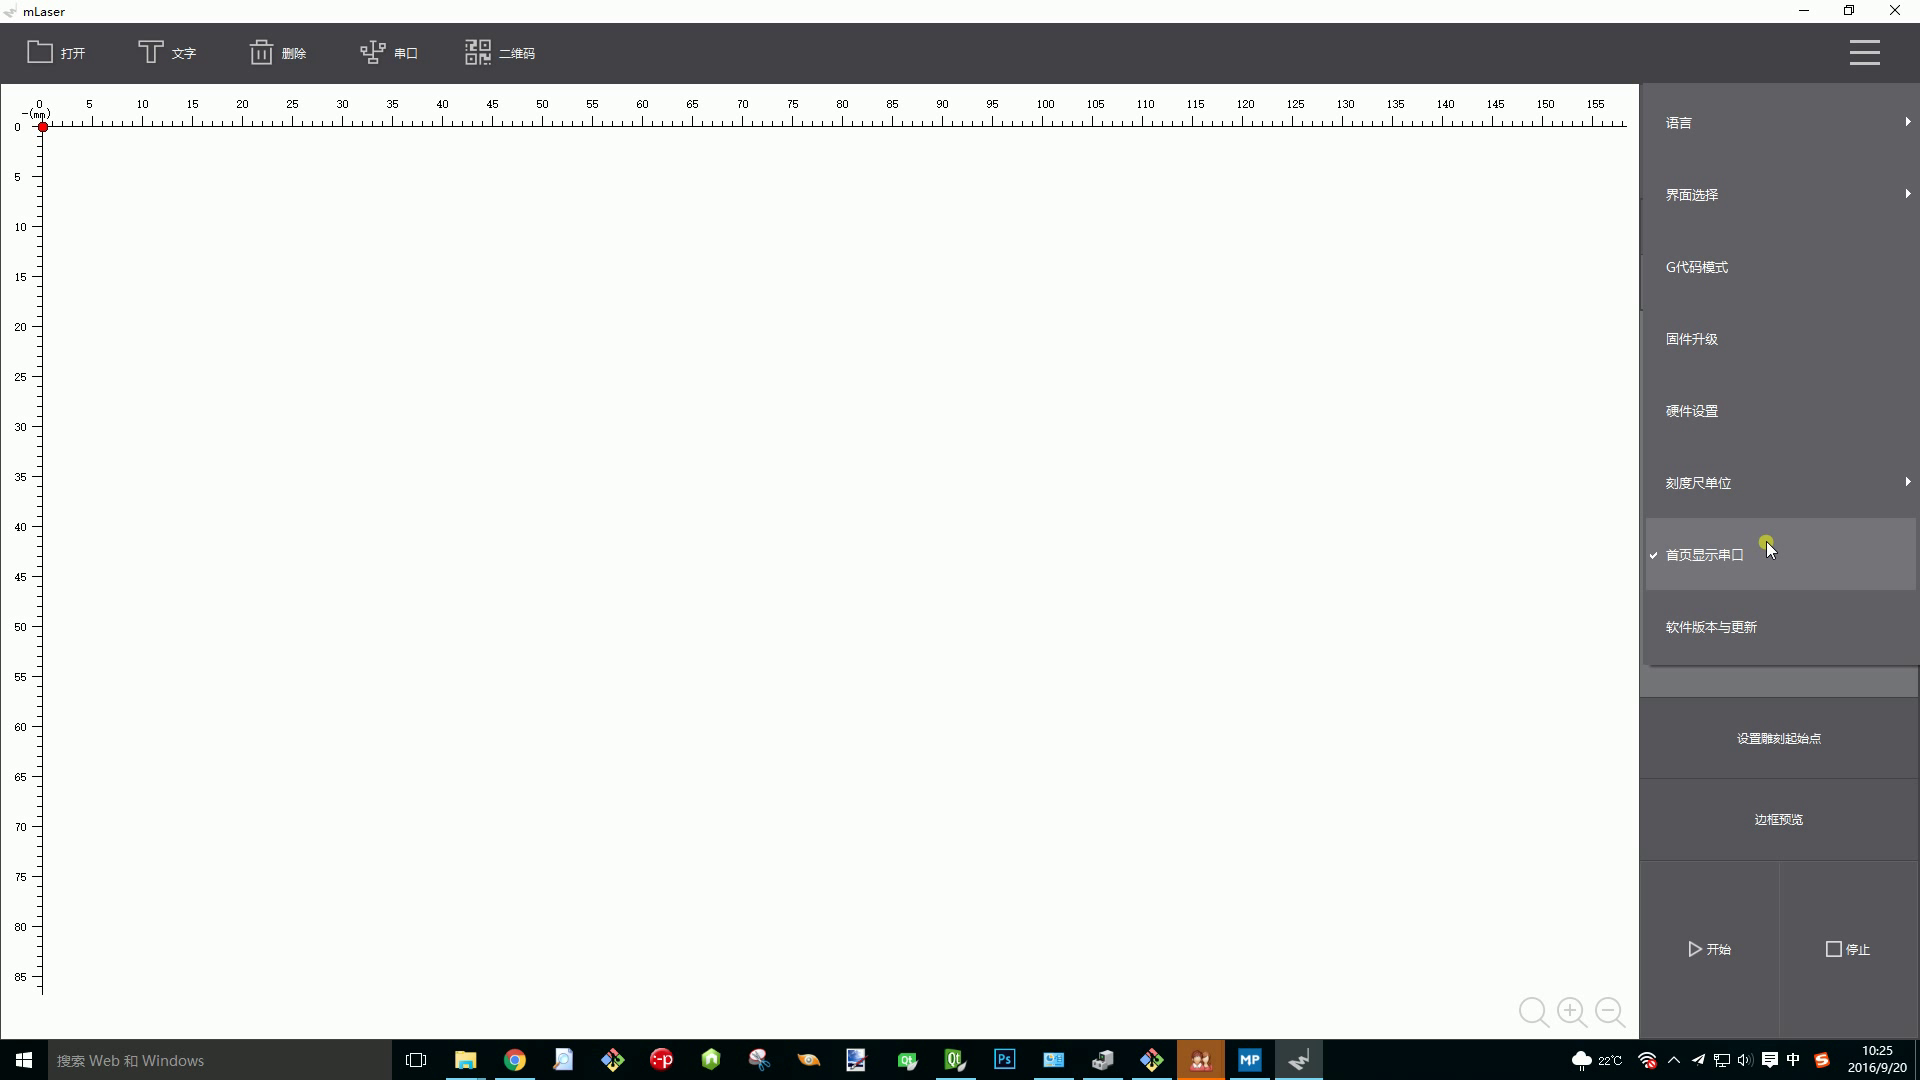 mLaser
打开
文字
删除
串口
二维码
0 5 10 15 20 25 30 35 40 45 50 55 60 65 70 75 80 85 90 95 100 105 110 115 120 125 130 135 140 145 150 155
(mm)
0
5
10
15
20
25
30
35
40
45
50
55
60
65
70
75
80
85
语言
界面选择
G代码模式
固件升级
硬件设置
刻度尺单位
首页显示串口
软件版本与更新
设置雕刻起始点
边框预览
开始
停止
搜索 Web 和 Windows
Qt
Qt
Ps
MP
22℃
中
S
10:25
2016/9/20